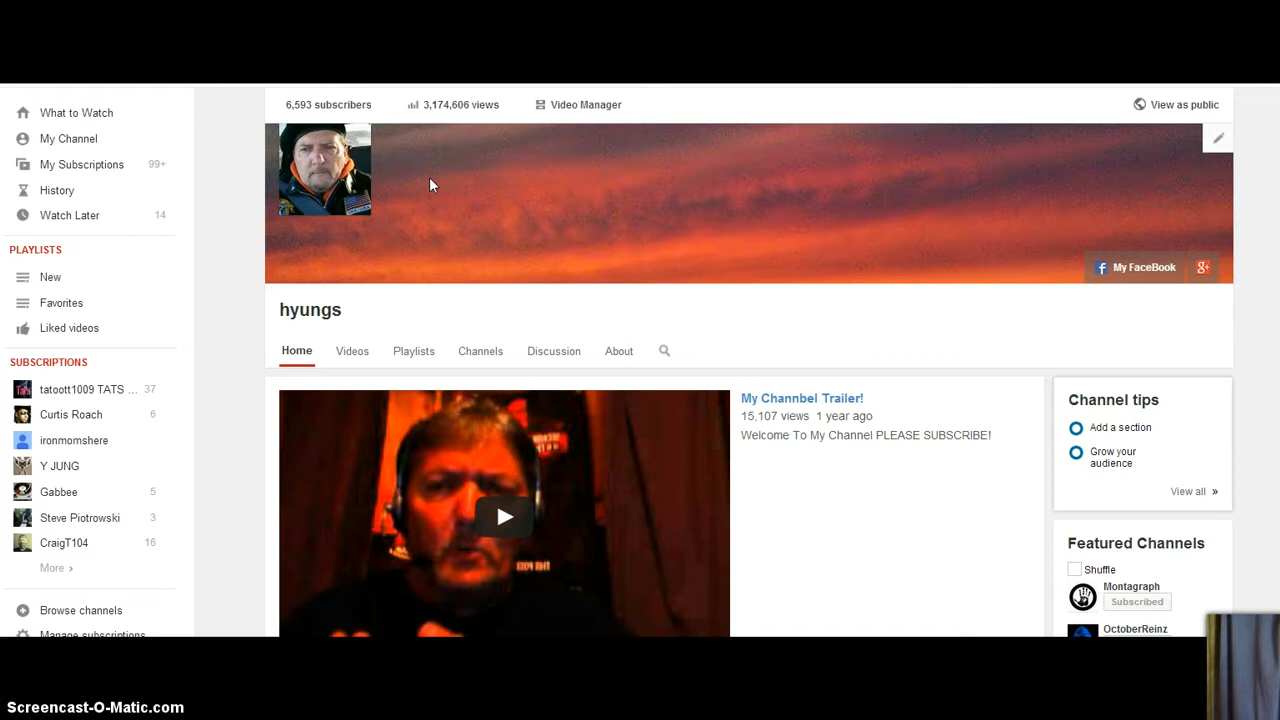 6,593 subscribers
3,174,606 views
Video Manager
View as public
What to Watch
My Channel
My Subscriptions 99+
History
Watch Later 14
PLAYLISTS
New
Favorites
Liked videos
SUBSCRIPTIONS
tatoott1009 TATS ... 37
Curtis Roach 6
ironmomshere
Y JUNG
Gabbee 5
Steve Piotrowski 3
CraigT104 16
More ›
Browse channels
Manage subscriptions
My FaceBook
g+
hyungs
Home Videos Playlists Channels Discussion About
My Channbel Trailer!
15,107 views 1 year ago
Welcome To My Channel PLEASE SUBSCRIBE!
Channel tips
Add a section
Grow your
audience
View all »
Featured Channels
Shuffle
Montagraph
Subscribed
OctoberReinz
Screencast-O-Matic.com